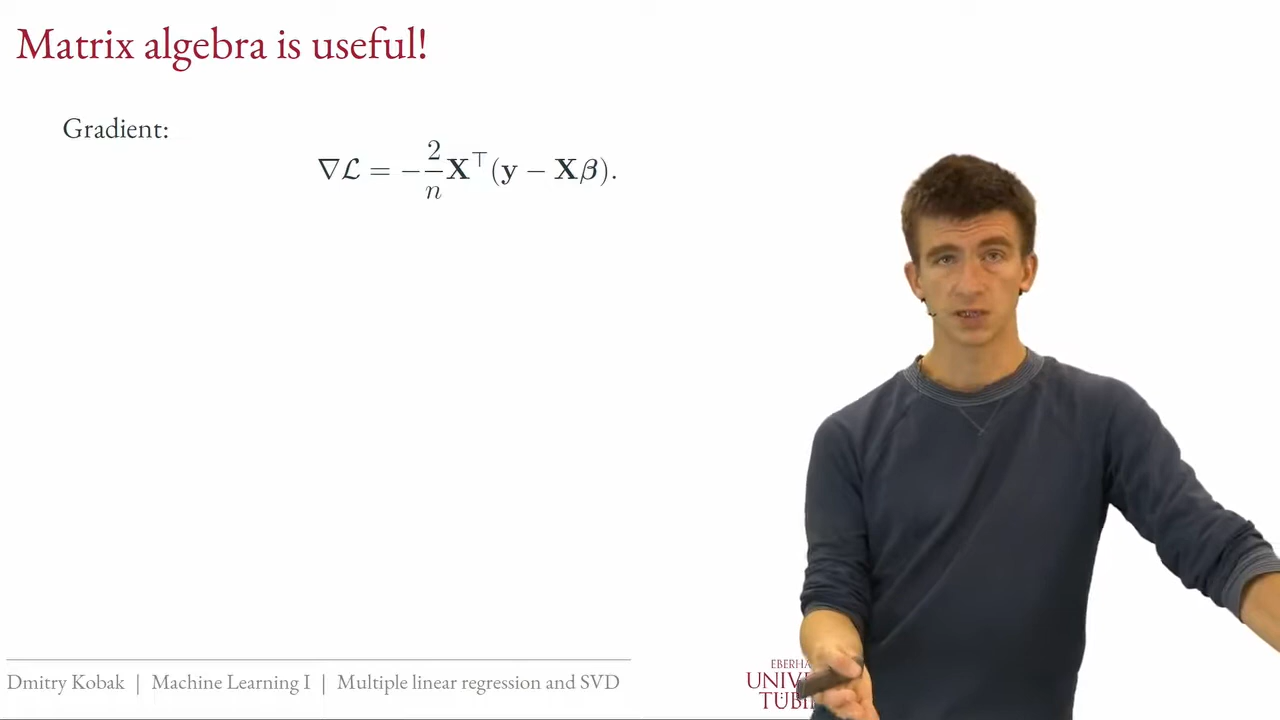 Matrix algebra is useful!
Gradient:
∇ℒ = −2/n X⊤(y − Xβ).
Dmitry Kobak | Machine Learning I | Multiple linear regression and SVD